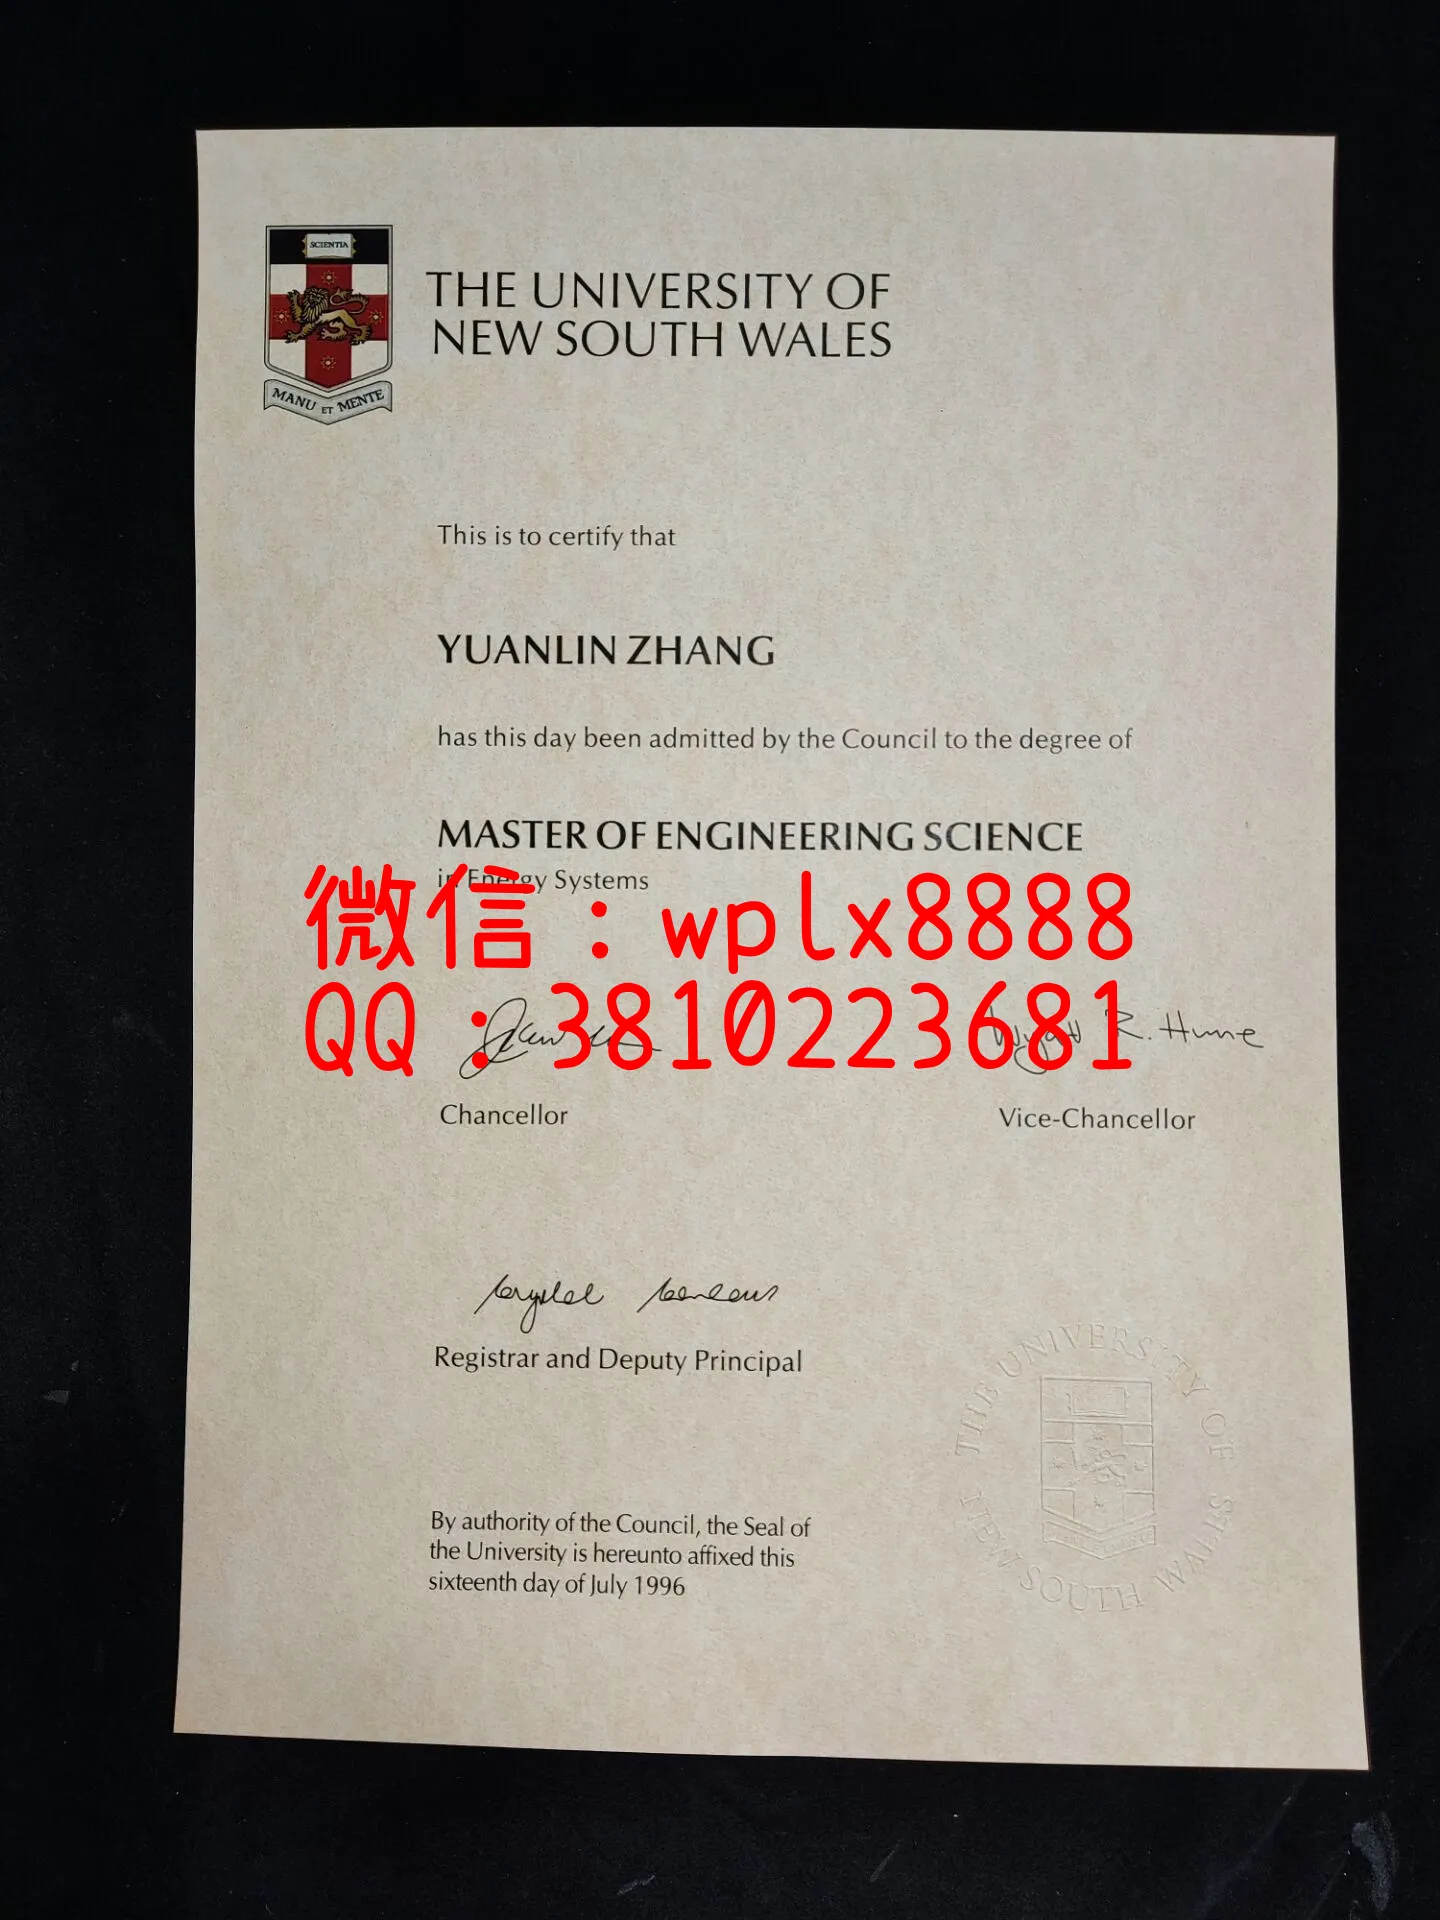 SCIENTIA
MANU ET MENTE
THE UNIVERSITY OF
NEW SOUTH WALES
This is to certify that
YUANLIN ZHANG
has this day been admitted by the Council to the degree of
MASTER OF ENGINEERING SCIENCE
in Energy Systems
微信：wplx8888
QQ：3810223681
R. Hume
Chancellor
Vice-Chancellor
Registrar and Deputy Principal
By authority of the Council, the Seal of
the University is hereunto affixed this
sixteenth day of July 1996
THE UNIVERSITY OF NEW SOUTH WALES